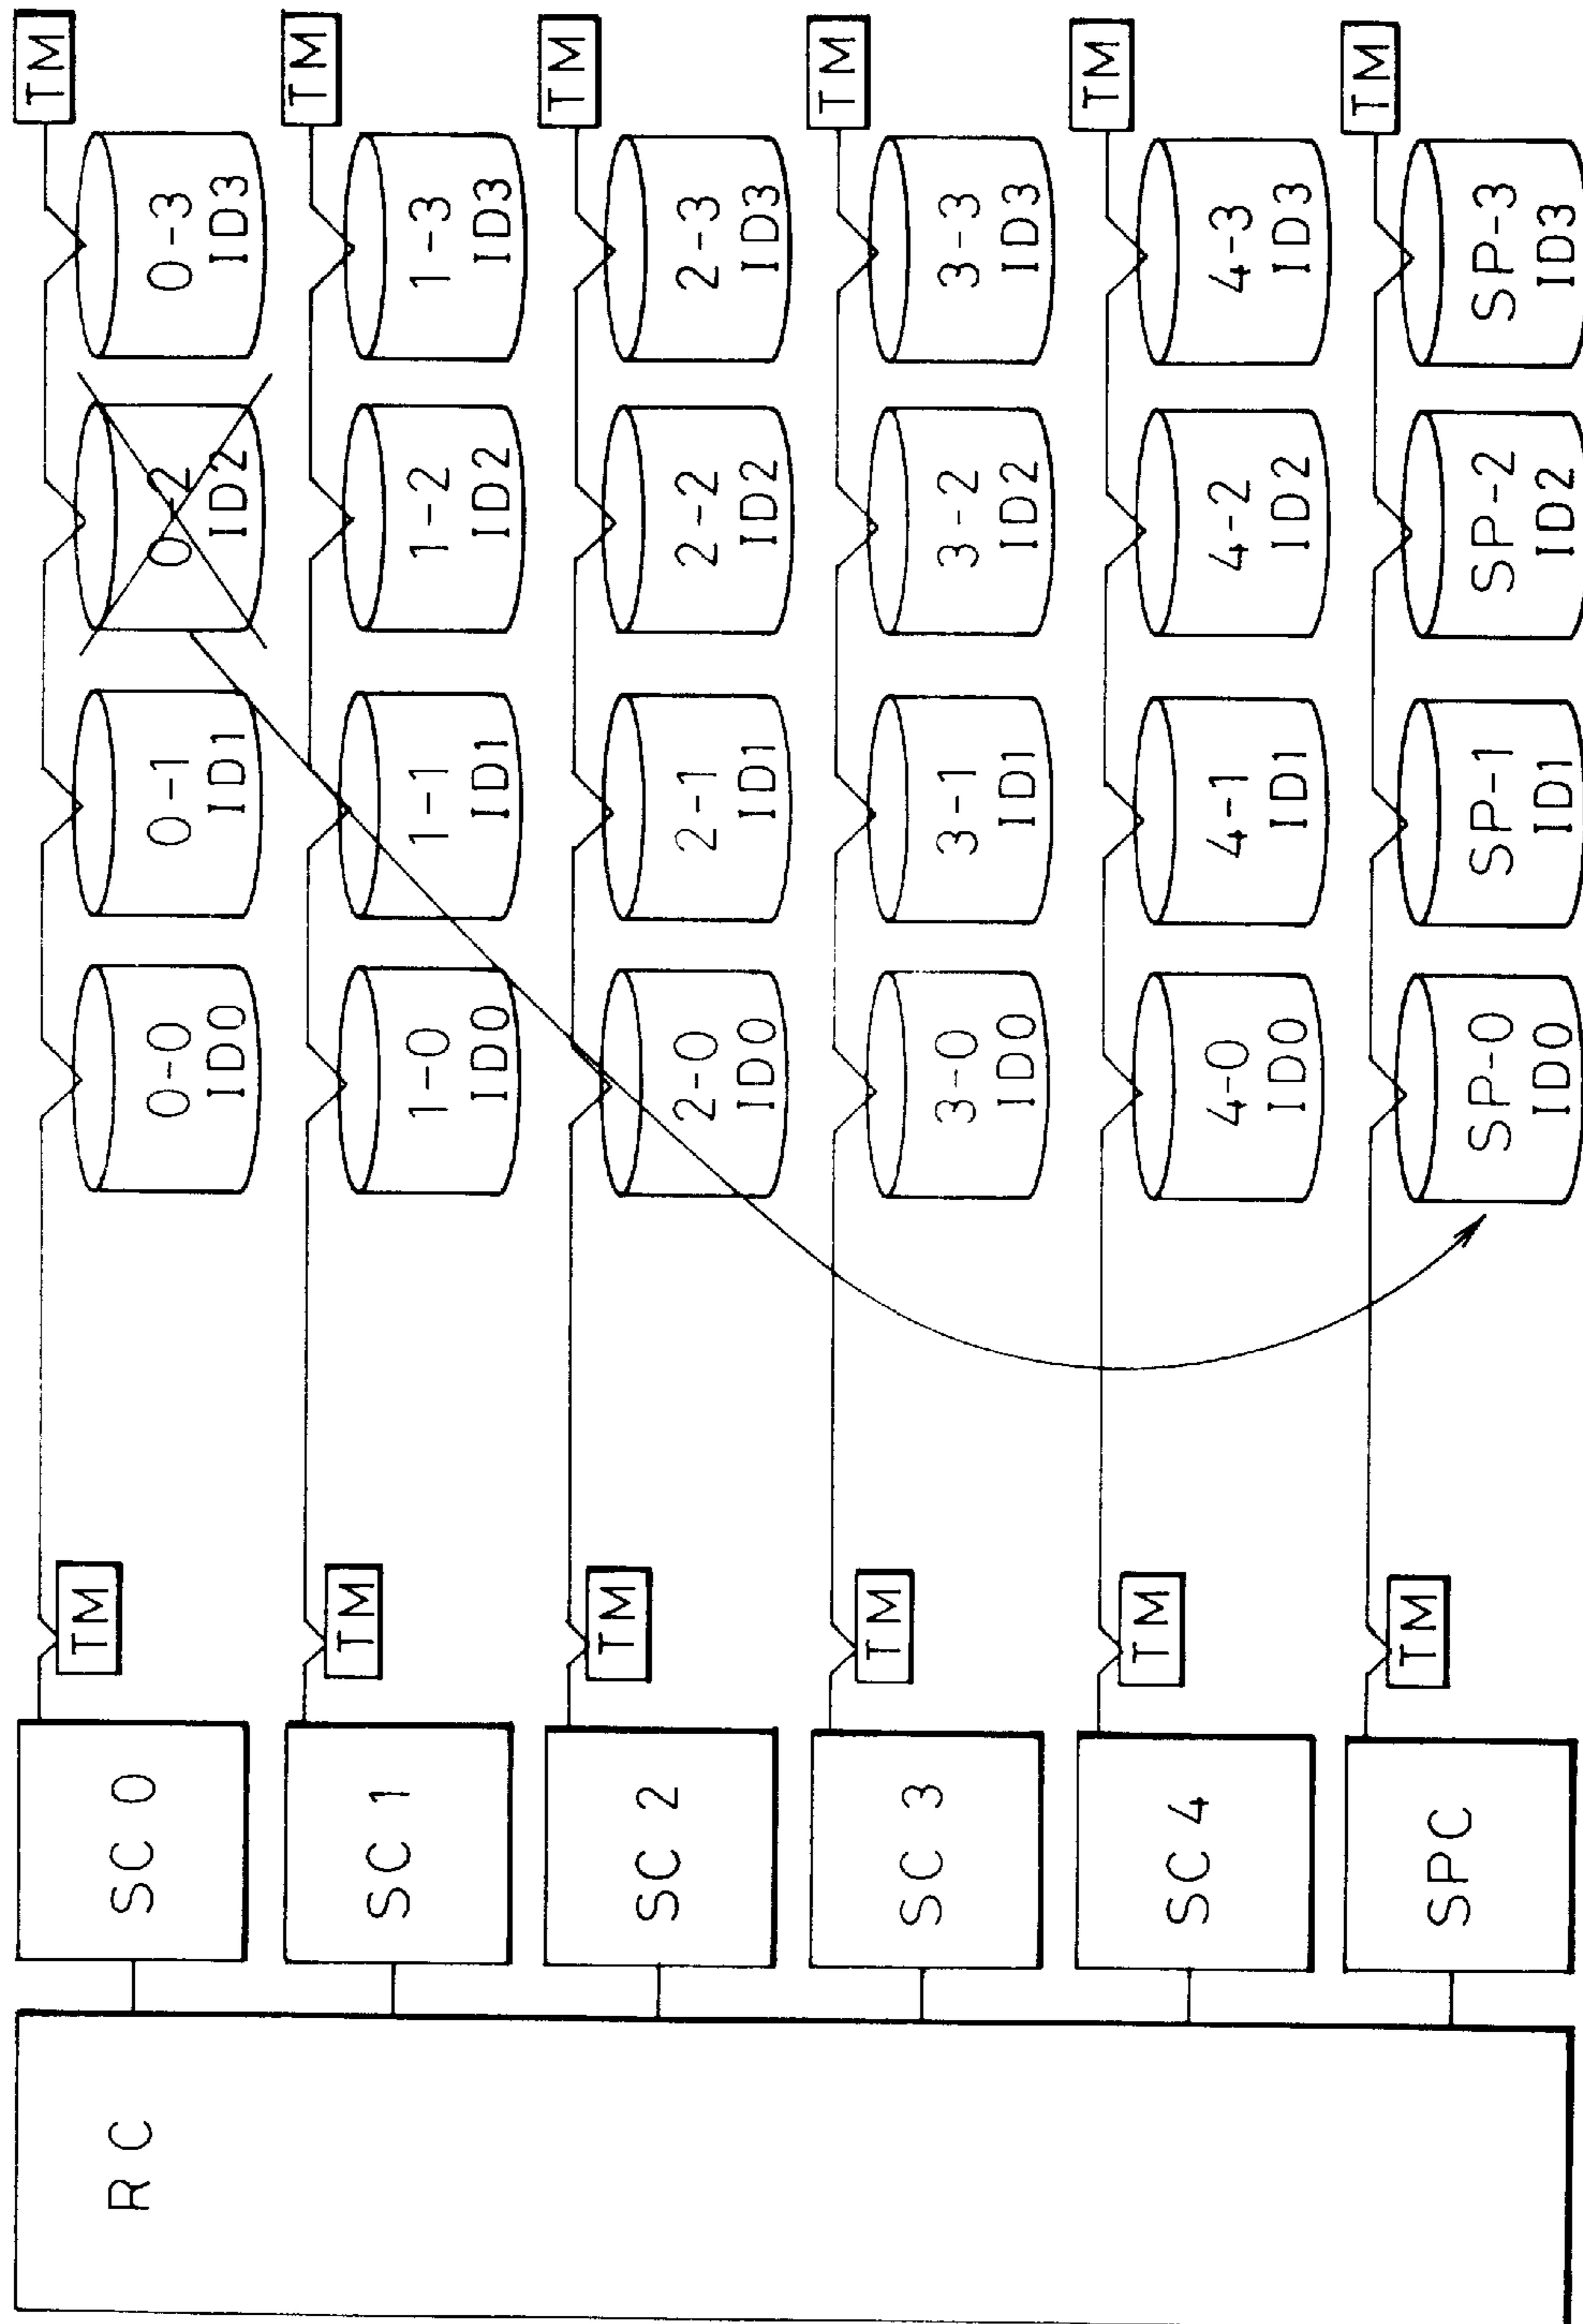 RC
SC 0
TM
0-0
ID0
0-1
ID1
0-2
ID2
0-3
ID3
TM
SC 1
TM
1-0
ID0
1-1
ID1
1-2
ID2
1-3
ID3
TM
SC 2
TM
2-0
ID0
2-1
ID1
2-2
ID2
2-3
ID3
TM
SC 3
TM
3-0
ID0
3-1
ID1
3-2
ID2
3-3
ID3
TM
SC 4
TM
4-0
ID0
4-1
ID1
4-2
ID2
4-3
ID3
TM
SPC
TM
SP-0
ID0
SP-1
ID1
SP-2
ID2
SP-3
ID3
TM